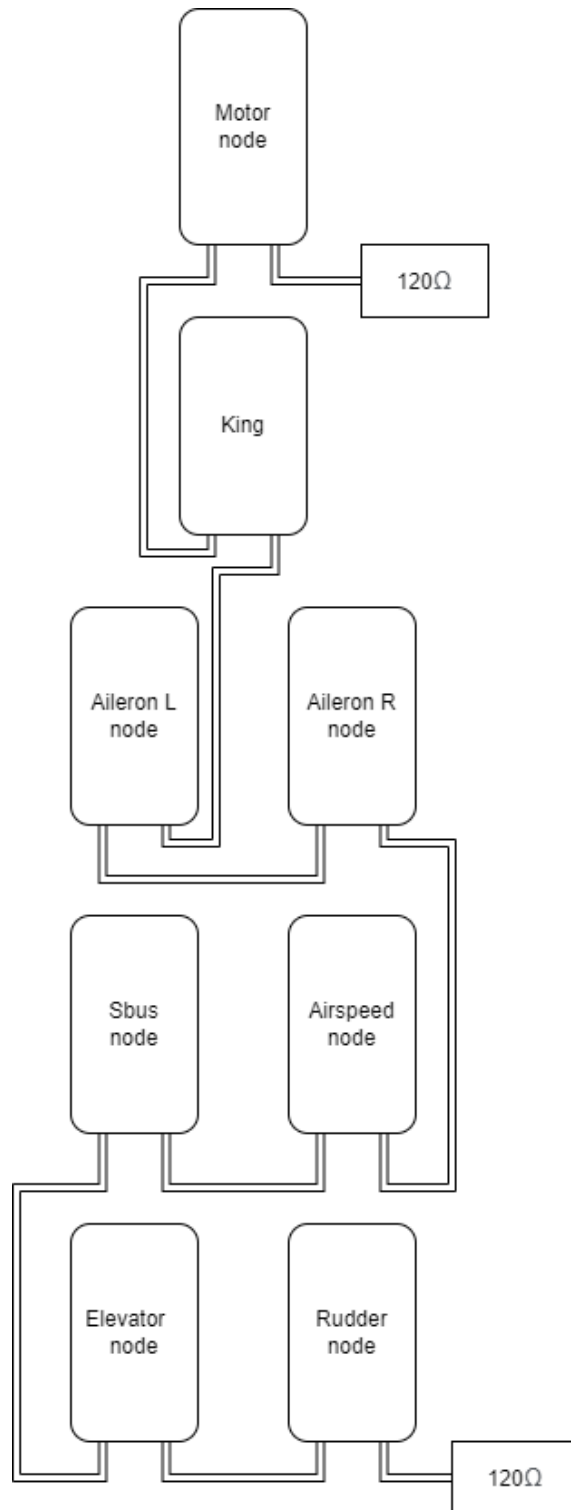 Motor
node
120Ω
King
Aileron L
node
Aileron R
node
Sbus
node
Airspeed
node
Elevator
node
Rudder
node
120Ω